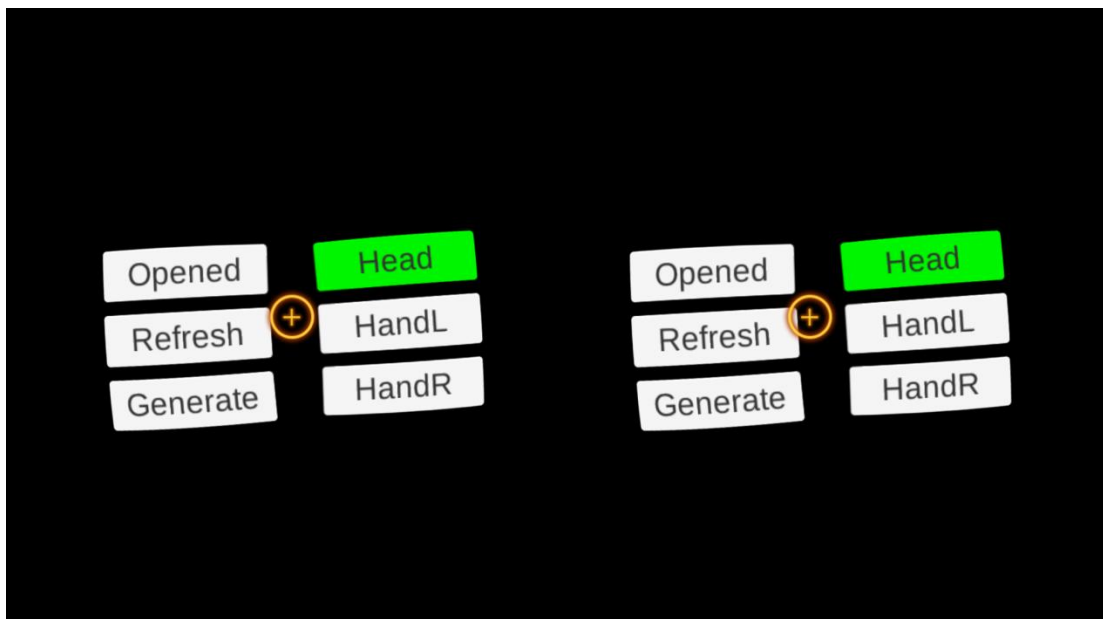 Opened
Refresh
Generate
Head
HandL
HandR
Opened
Refresh
Generate
Head
HandL
HandR